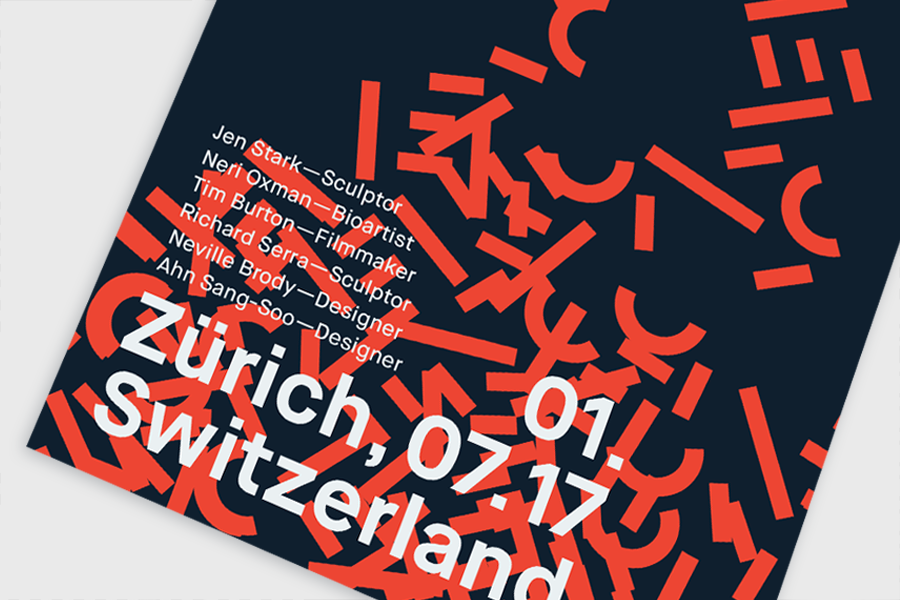 Jen Stark—Sculptor
Neri Oxman—Bioartist
Tim Burton—Filmmaker
Richard Serra—Sculptor
Neville Brody—Designer
Ahn Sang-Soo—Designer
01.
Zürich, 07.17
Switzerland